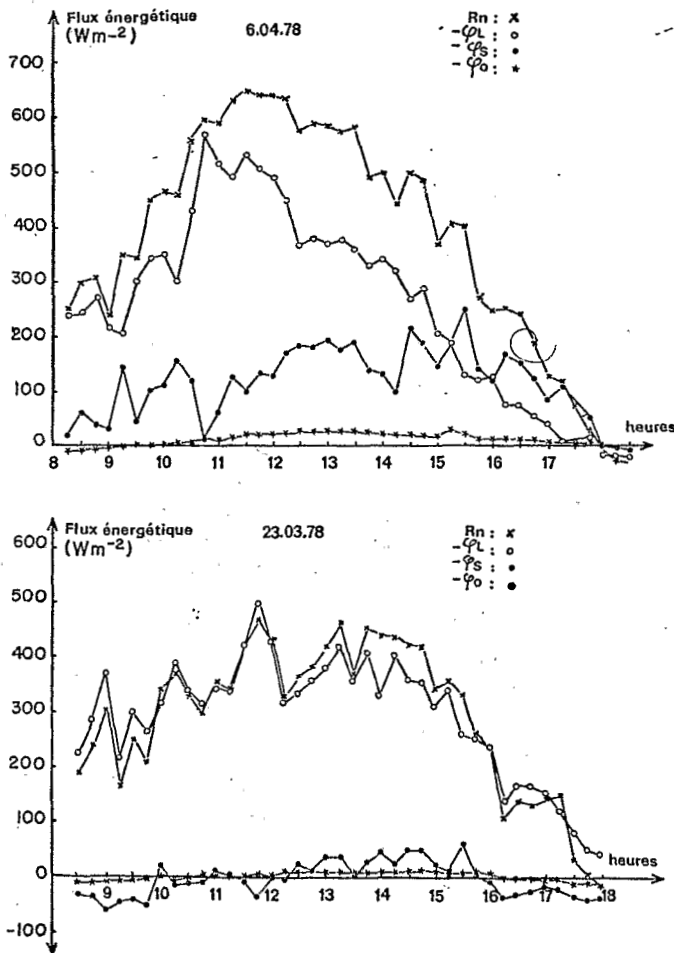 Flux énergétique
(Wm-2)
6.04.78
Rn : x
-φL : o
-φS : •
-φQ : *
700
600
500
400
300
200
100
0
heures
8 9 10 11 12 13 14 15 16 17
Flux énergétique
(Wm-2)
23.03.78
Rn : x
-φL : o
-φS : •
-φQ : •
600
500
400
300
200
100
0
-100
heures
9 10 11 12 13 14 15 16 17 18